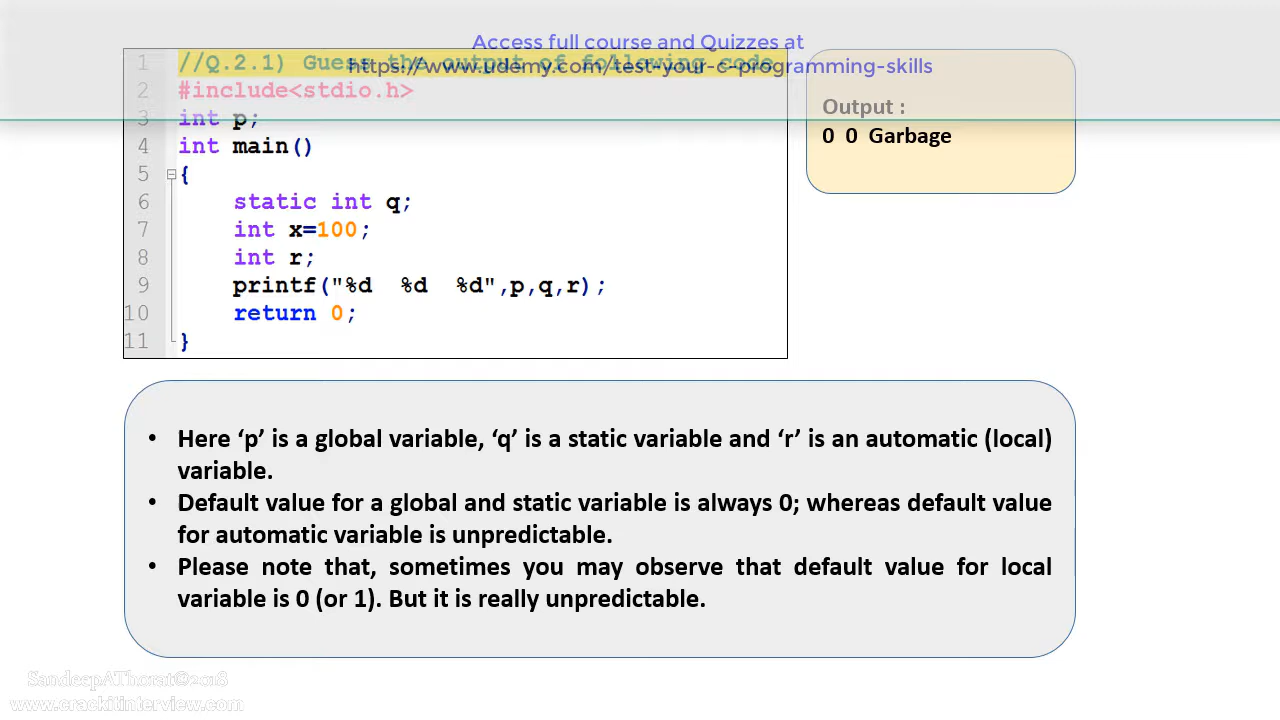 Access full course and Quizzes at
https://www.udemy.com/test-your-c-programming-skills
1 //Q.2.1) Guess the output of following code
2 #include<stdio.h>
3 int p;
4 int main()
5 {
6 static int q;
7 int x=100;
8 int r;
9 printf("%d  %d  %d",p,q,r);
10 return 0;
11 }
Output :
0 0 Garbage
• Here ‘p’ is a global variable, ‘q’ is a static variable and ‘r’ is an automatic (local)
variable.
• Default value for a global and static variable is always 0; whereas default value
for automatic variable is unpredictable.
• Please note that, sometimes you may observe that default value for local
variable is 0 (or 1). But it is really unpredictable.
SandeepAThorat©2018
www.crackitinterview.com